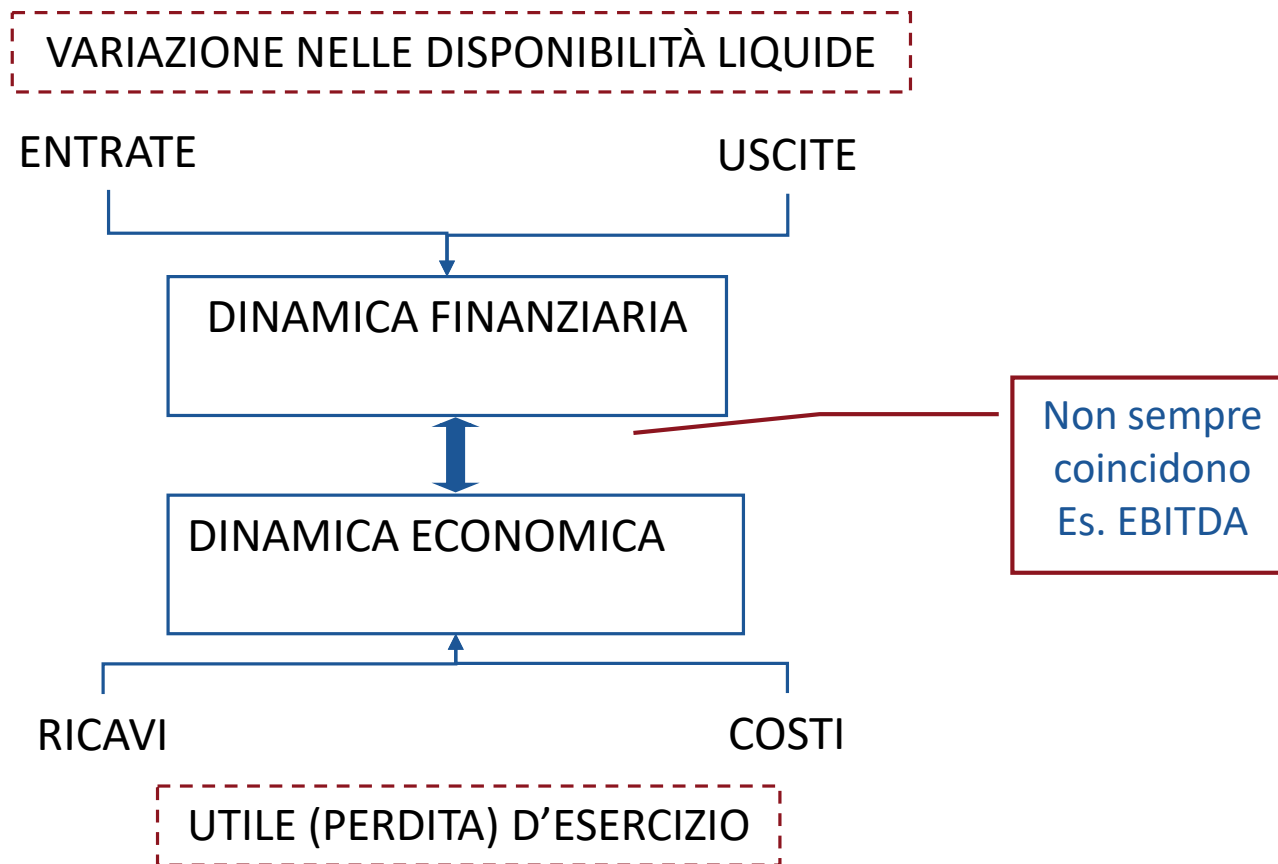 VARIAZIONE NELLE DISPONIBILITÀ LIQUIDE
ENTRATE
USCITE
DINAMICA FINANZIARIA
Non sempre
coincidono
Es. EBITDA
DINAMICA ECONOMICA
RICAVI
COSTI
UTILE (PERDITA) D’ESERCIZIO